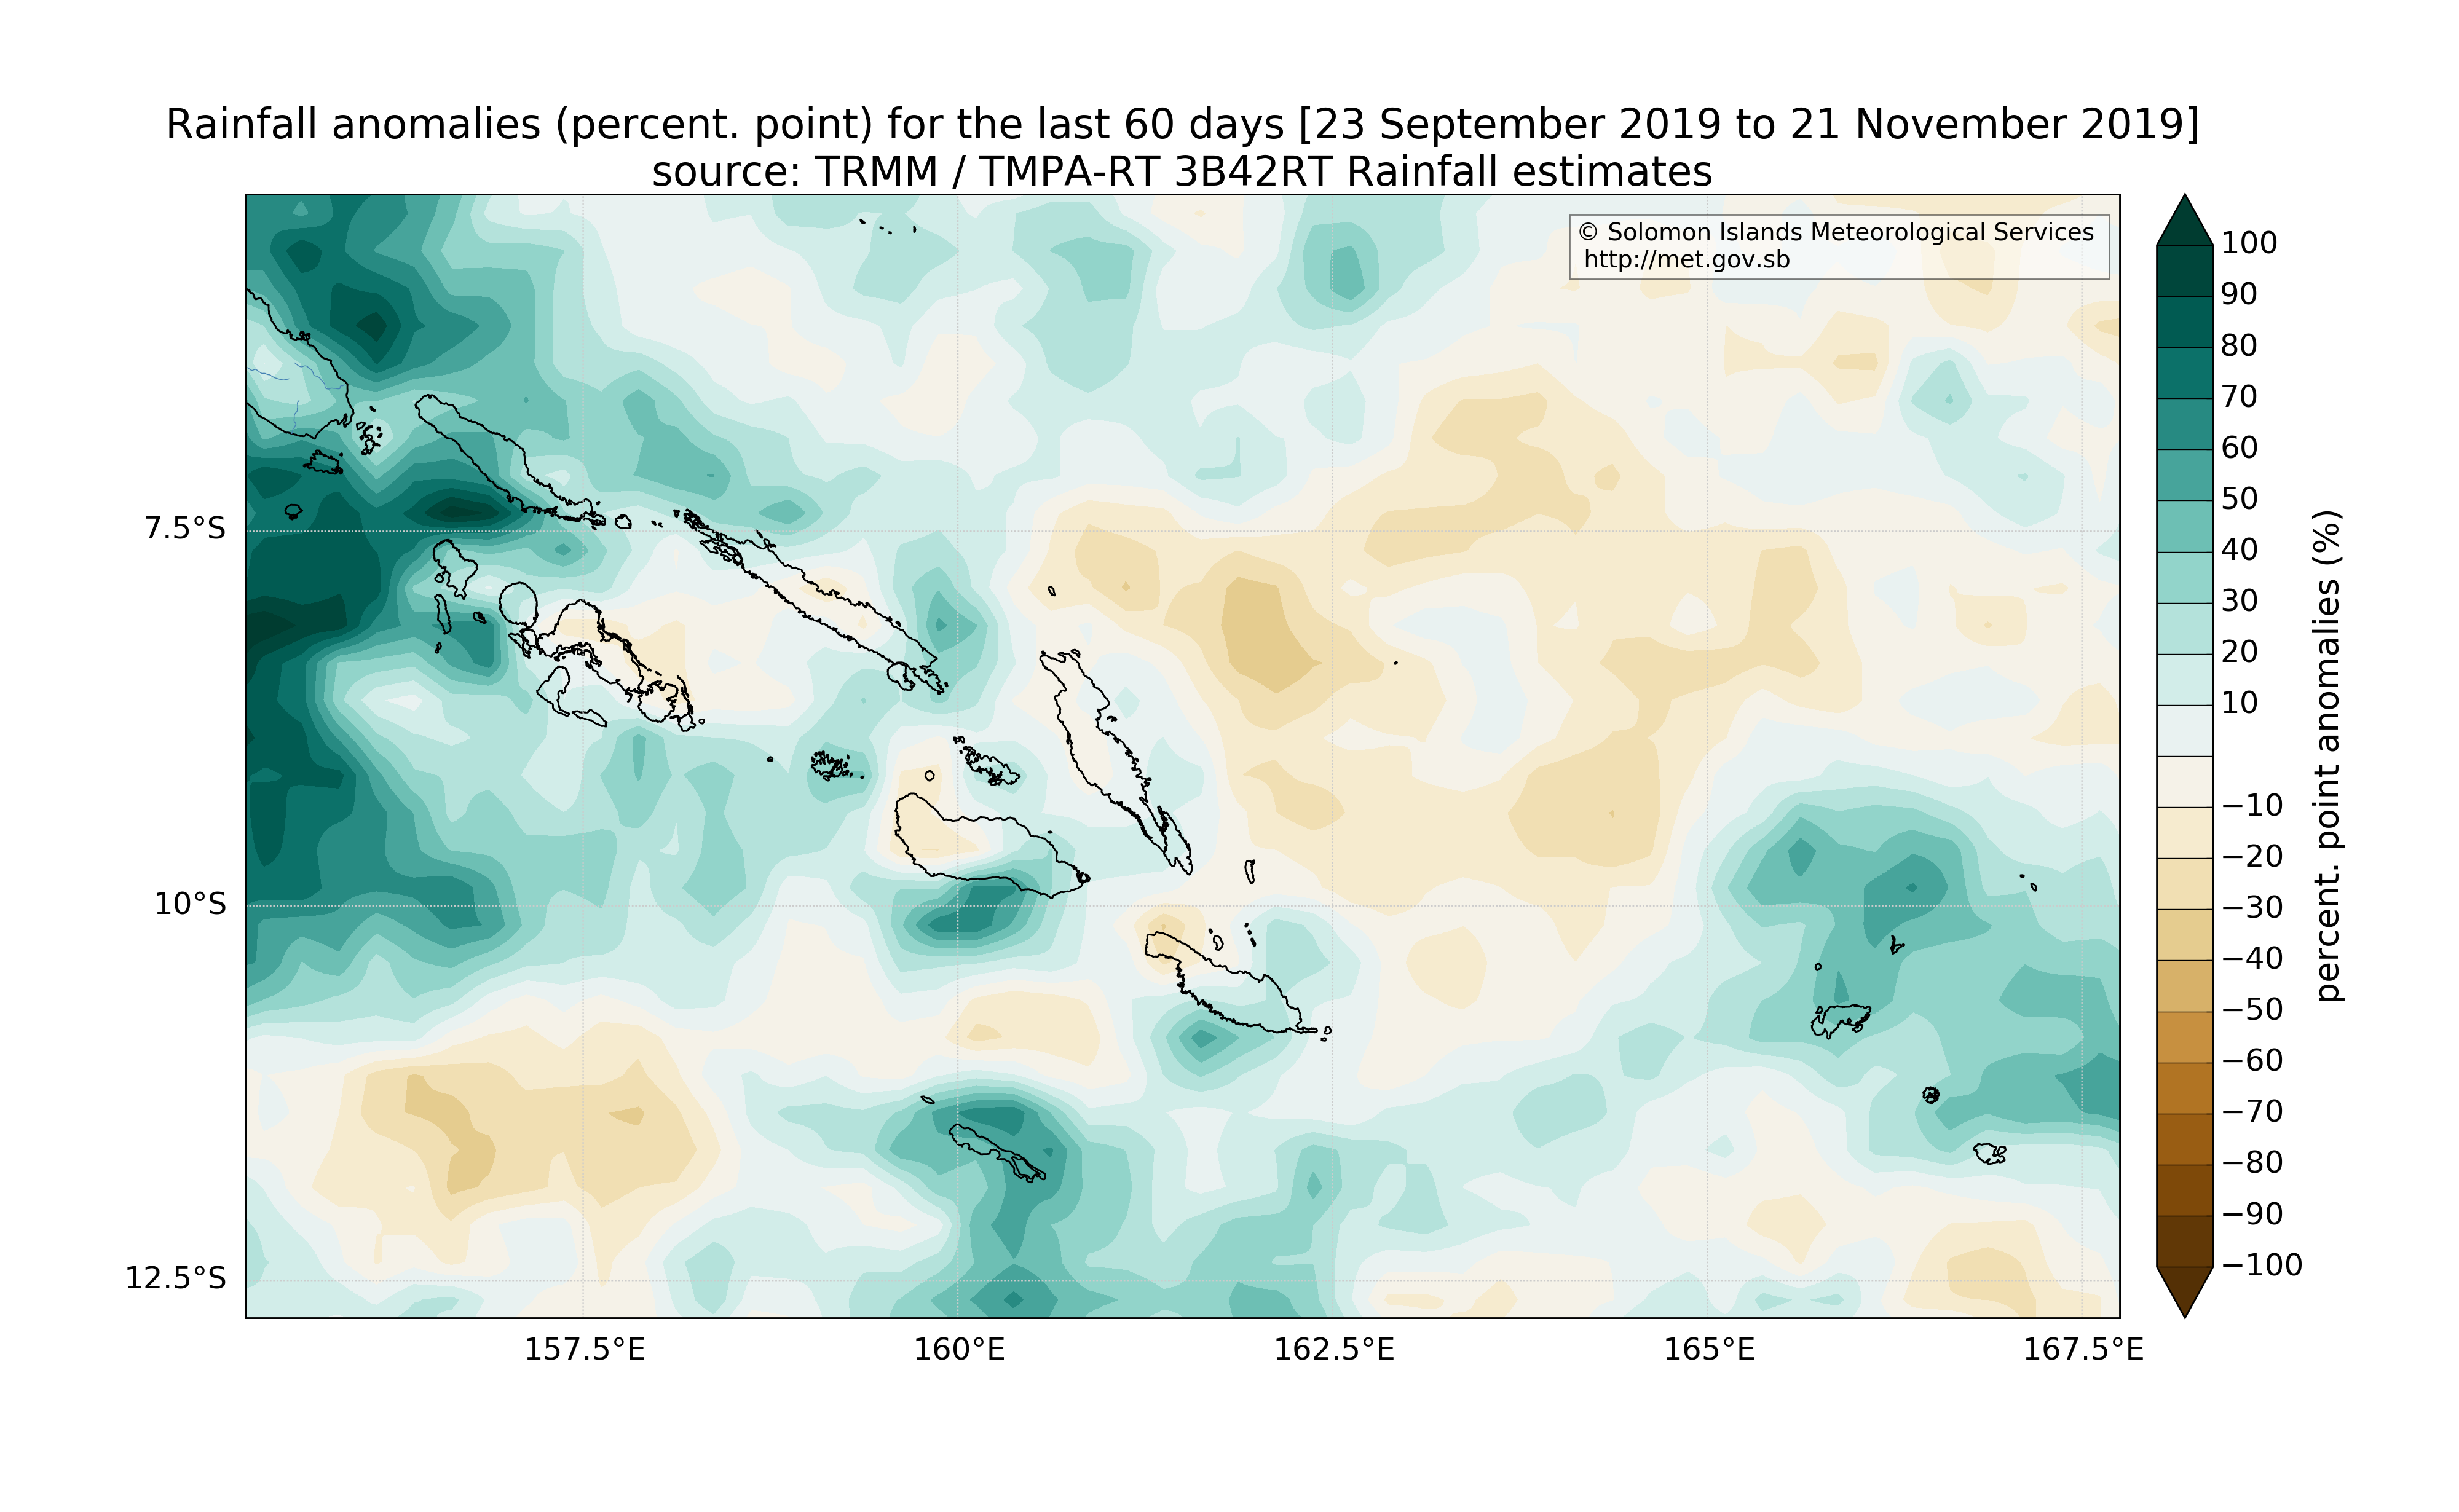 Rainfall anomalies (percent. point) for the last 60 days [23 September 2019 to 21 November 2019]
source: TRMM / TMPA-RT 3B42RT Rainfall estimates
© Solomon Islands Meteorological Services
http://met.gov.sb
7.5°S
10°S
12.5°S
157.5°E
160°E
162.5°E
165°E
167.5°E
100
90
80
70
60
50
40
30
20
10
−10
−20
−30
−40
−50
−60
−70
−80
−90
−100
percent. point anomalies (%)